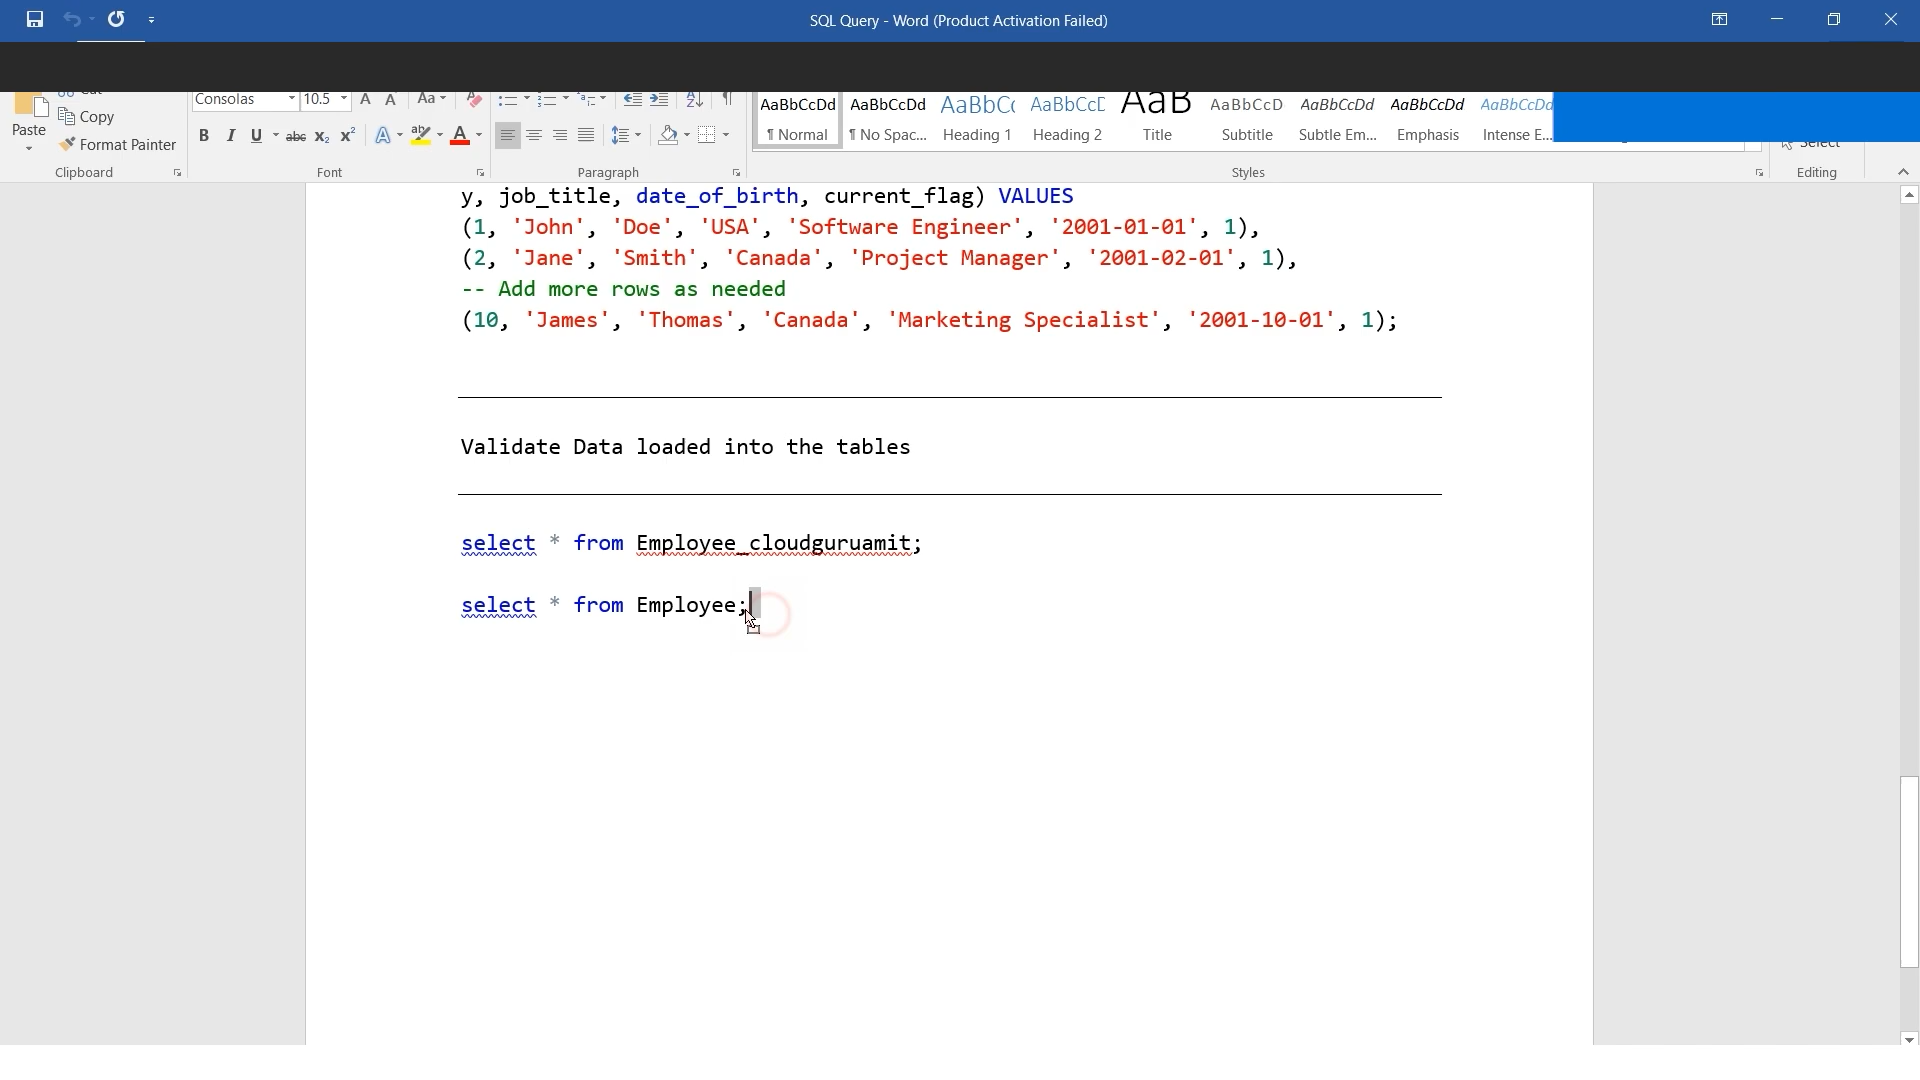 SQL Query - Word (Product Activation Failed)
Consolas 10.5
Paste
Copy
Format Painter
AaBbCcDd AaBbCcDd AaBbCc AaBbCcD AaB AaBbCcD AaBbCcDd AaBbCcDd AaBbCcDd
¶ Normal ¶ No Spac... Heading 1 Heading 2 Title Subtitle Subtle Em... Emphasis Intense E...
Select
Clipboard Font Paragraph Styles Editing
y, job_title, date_of_birth, current_flag) VALUES
(1, 'John', 'Doe', 'USA', 'Software Engineer', '2001-01-01', 1),
(2, 'Jane', 'Smith', 'Canada', 'Project Manager', '2001-02-01', 1),
-- Add more rows as needed
(10, 'James', 'Thomas', 'Canada', 'Marketing Specialist', '2001-10-01', 1);
Validate Data loaded into the tables
select * from Employee_cloudguruamit;
select * from Employee;